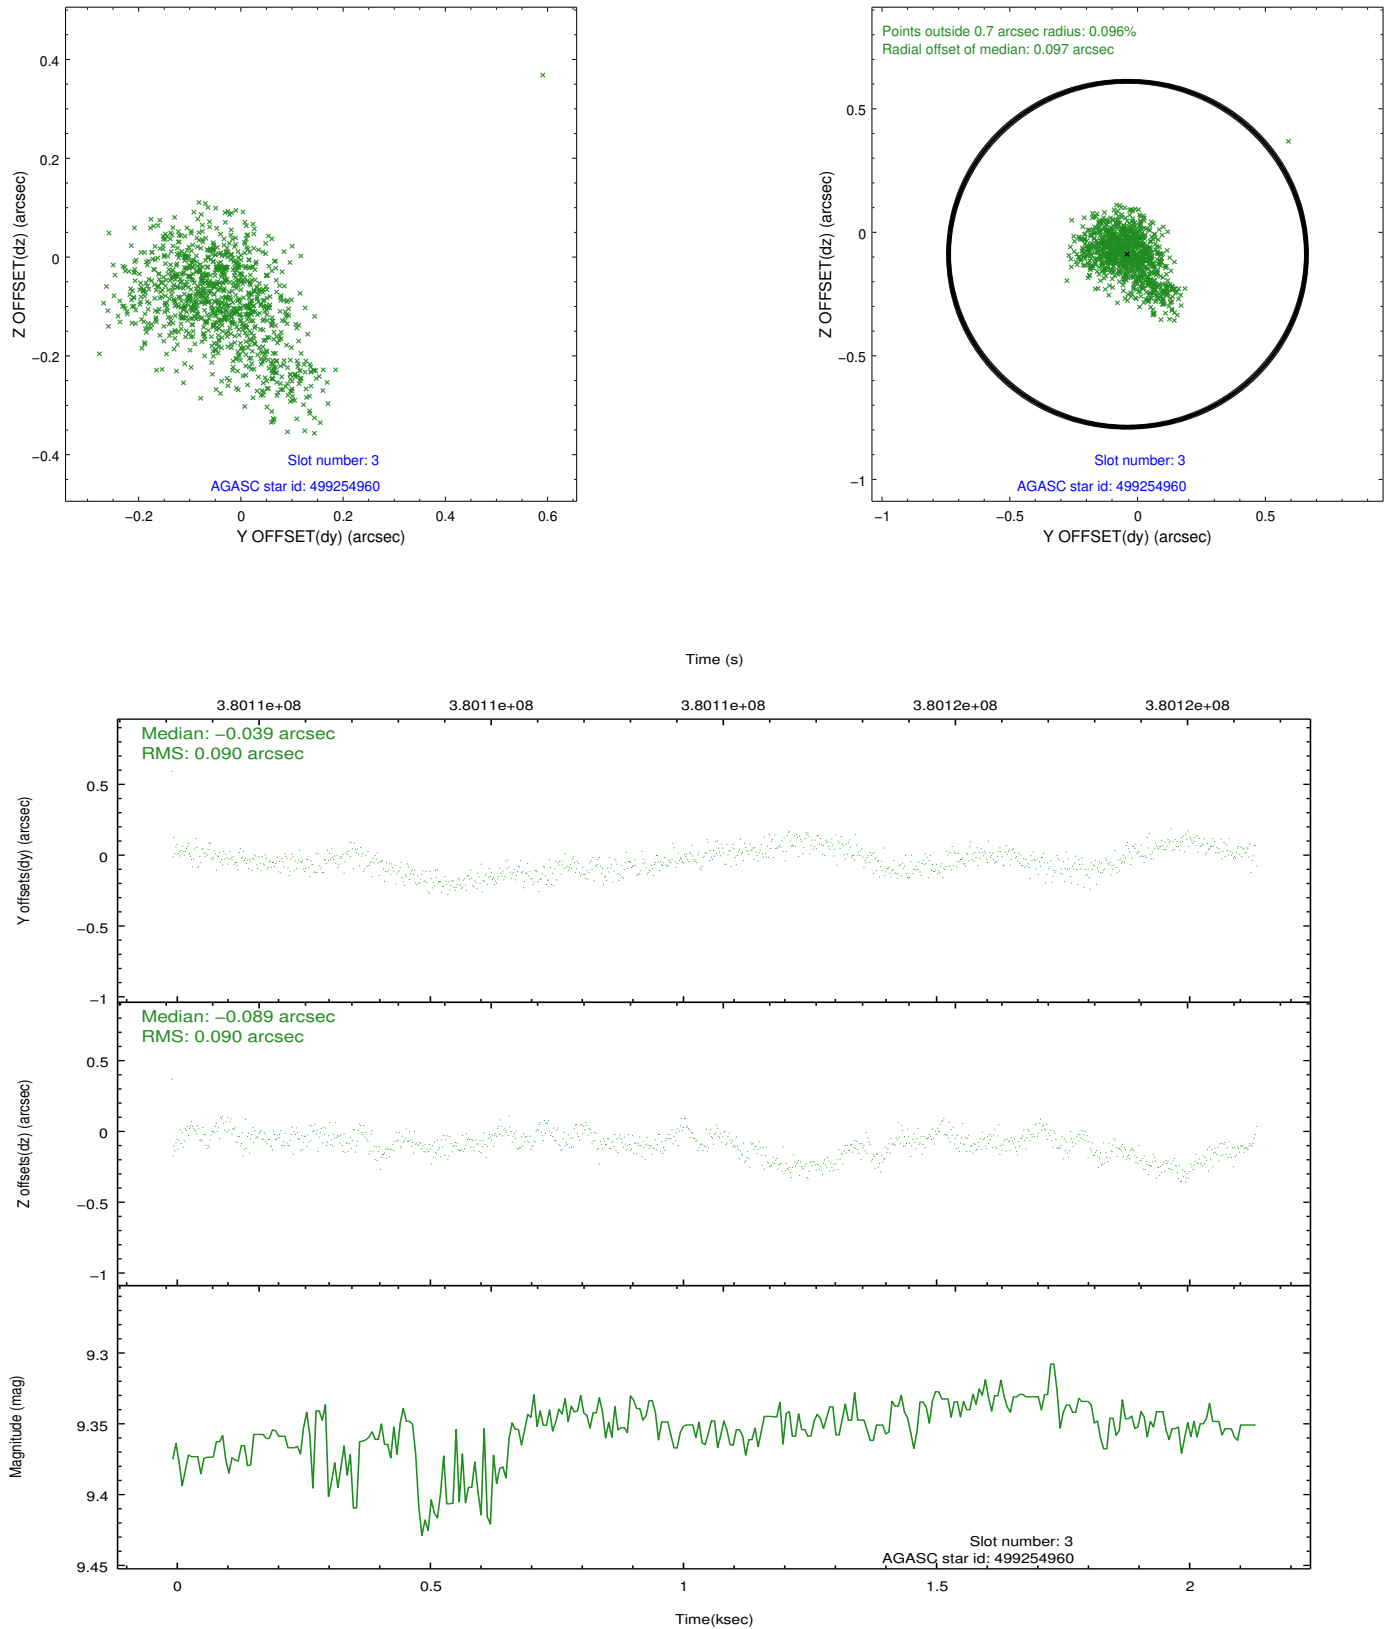 0.4
0.2
0
−0.2
−0.4
Z OFFSET(dz) (arcsec)
Slot number: 3
AGASC star id: 499254960
−0.2 0 0.2 0.4 0.6
Y OFFSET(dy) (arcsec)
Points outside 0.7 arcsec radius: 0.096%
Radial offset of median: 0.097 arcsec
0.5
0
−0.5
−1
Z OFFSET(dz) (arcsec)
Slot number: 3
AGASC star id: 499254960
−1 −0.5 0 0.5
Y OFFSET(dy) (arcsec)
Time (s)
3.8011e+08 3.8011e+08 3.8011e+08 3.8012e+08 3.8012e+08
Median: −0.039 arcsec
RMS: 0.090 arcsec
0.5
0
−0.5
−1
Y offsets(dy) (arcsec)
Median: −0.089 arcsec
RMS: 0.090 arcsec
0.5
0
−0.5
−1
Z offsets(dz) (arcsec)
9.3
9.35
9.4
9.45
Magnitude (mag)
Slot number: 3
AGASC star id: 499254960
0 0.5 1 1.5 2
Time(ksec)